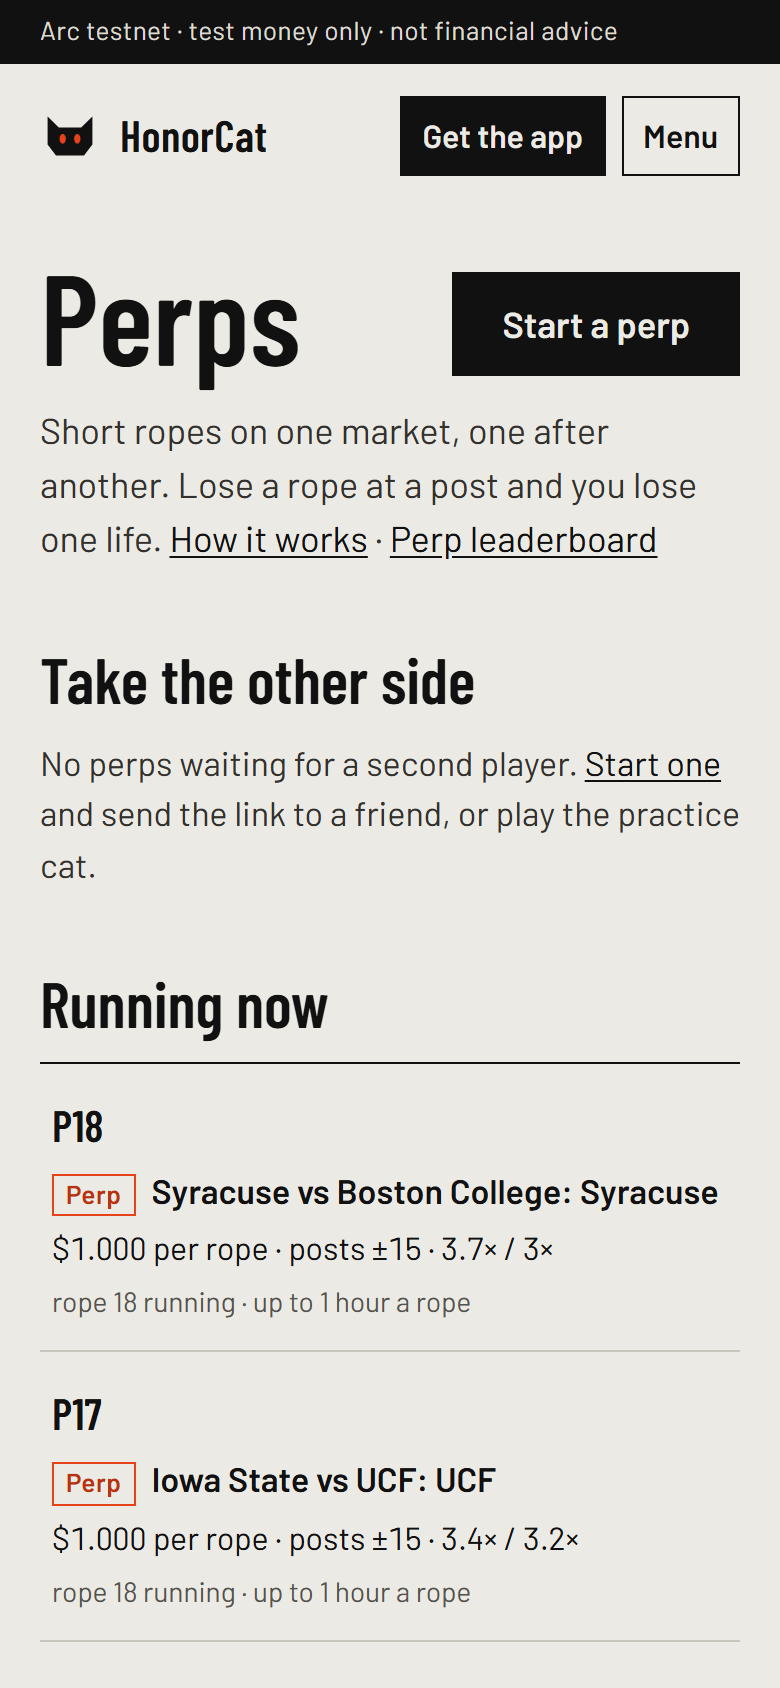 Arc testnet · test money only · not financial advice
HonorCat
Get the app
Menu
Perps
Start a perp
Short ropes on one market, one after
another. Lose a rope at a post and you lose
one life. How it works · Perp leaderboard
Take the other side
No perps waiting for a second player. Start one
and send the link to a friend, or play the practice
cat.
Running now
P18
Perp Syracuse vs Boston College: Syracuse
$1.000 per rope · posts ±15 · 3.7× / 3×
rope 18 running · up to 1 hour a rope
P17
Perp Iowa State vs UCF: UCF
$1.000 per rope · posts ±15 · 3.4× / 3.2×
rope 18 running · up to 1 hour a rope